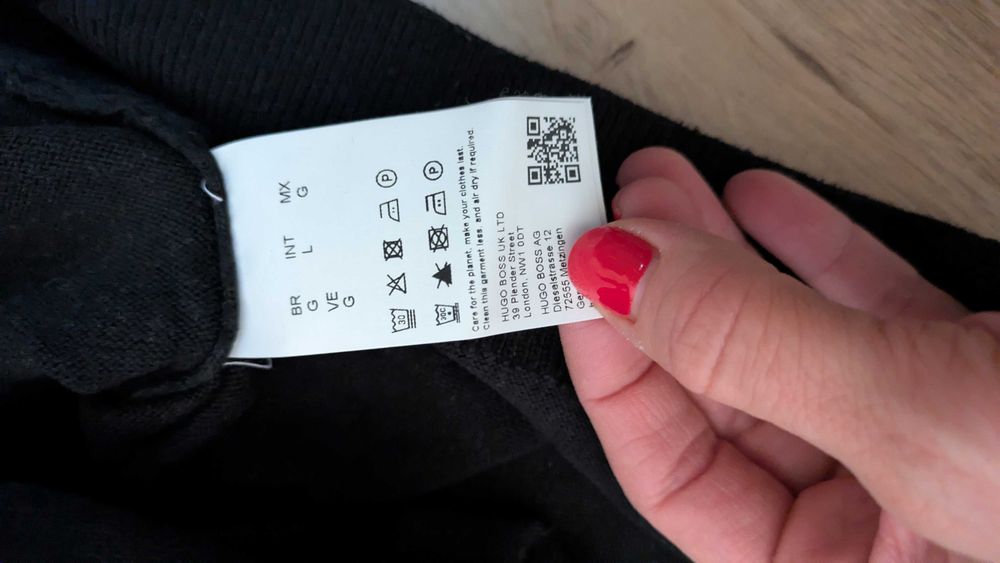 BR INT MX
G L G
VE
G
30
P
30C
P
Care for the planet, make your clothes last.
Clean this garment less, and air dry if required.
HUGO BOSS UK LTD
39 Plender Street
London, NW1 0DT
HUGO BOSS AG
Dieselstrasse 12
72555 Metzingen